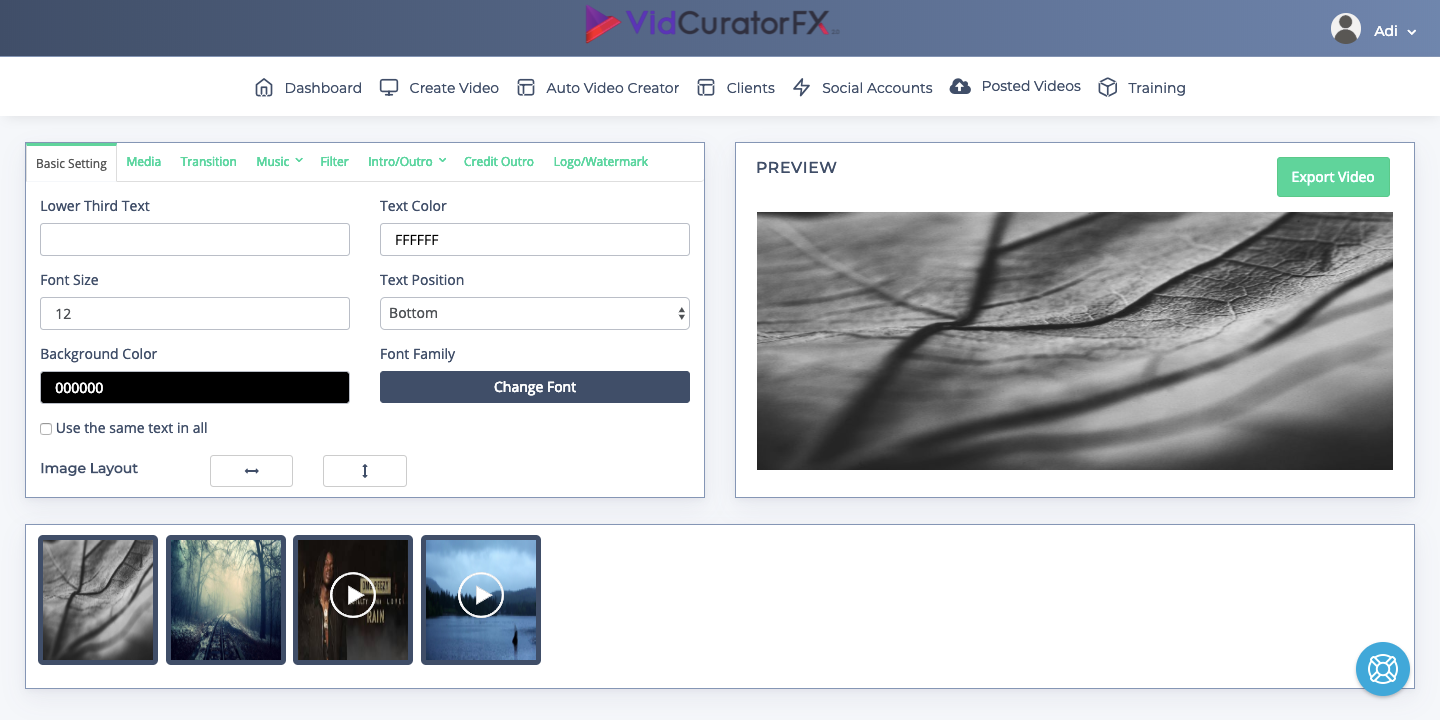 VidCuratorFX
Adi
Dashboard Create Video Auto Video Creator Clients Social Accounts Posted Videos Training
Basic Setting Media Transition Music Filter Intro/Outro Credit Outro Logo/Watermark
PREVIEW
Export Video
Lower Third Text Text Color
FFFFFF
Font Size Text Position
12 Bottom
Background Color Font Family
000000 Change Font
Use the same text in all
Image Layout
RAIN